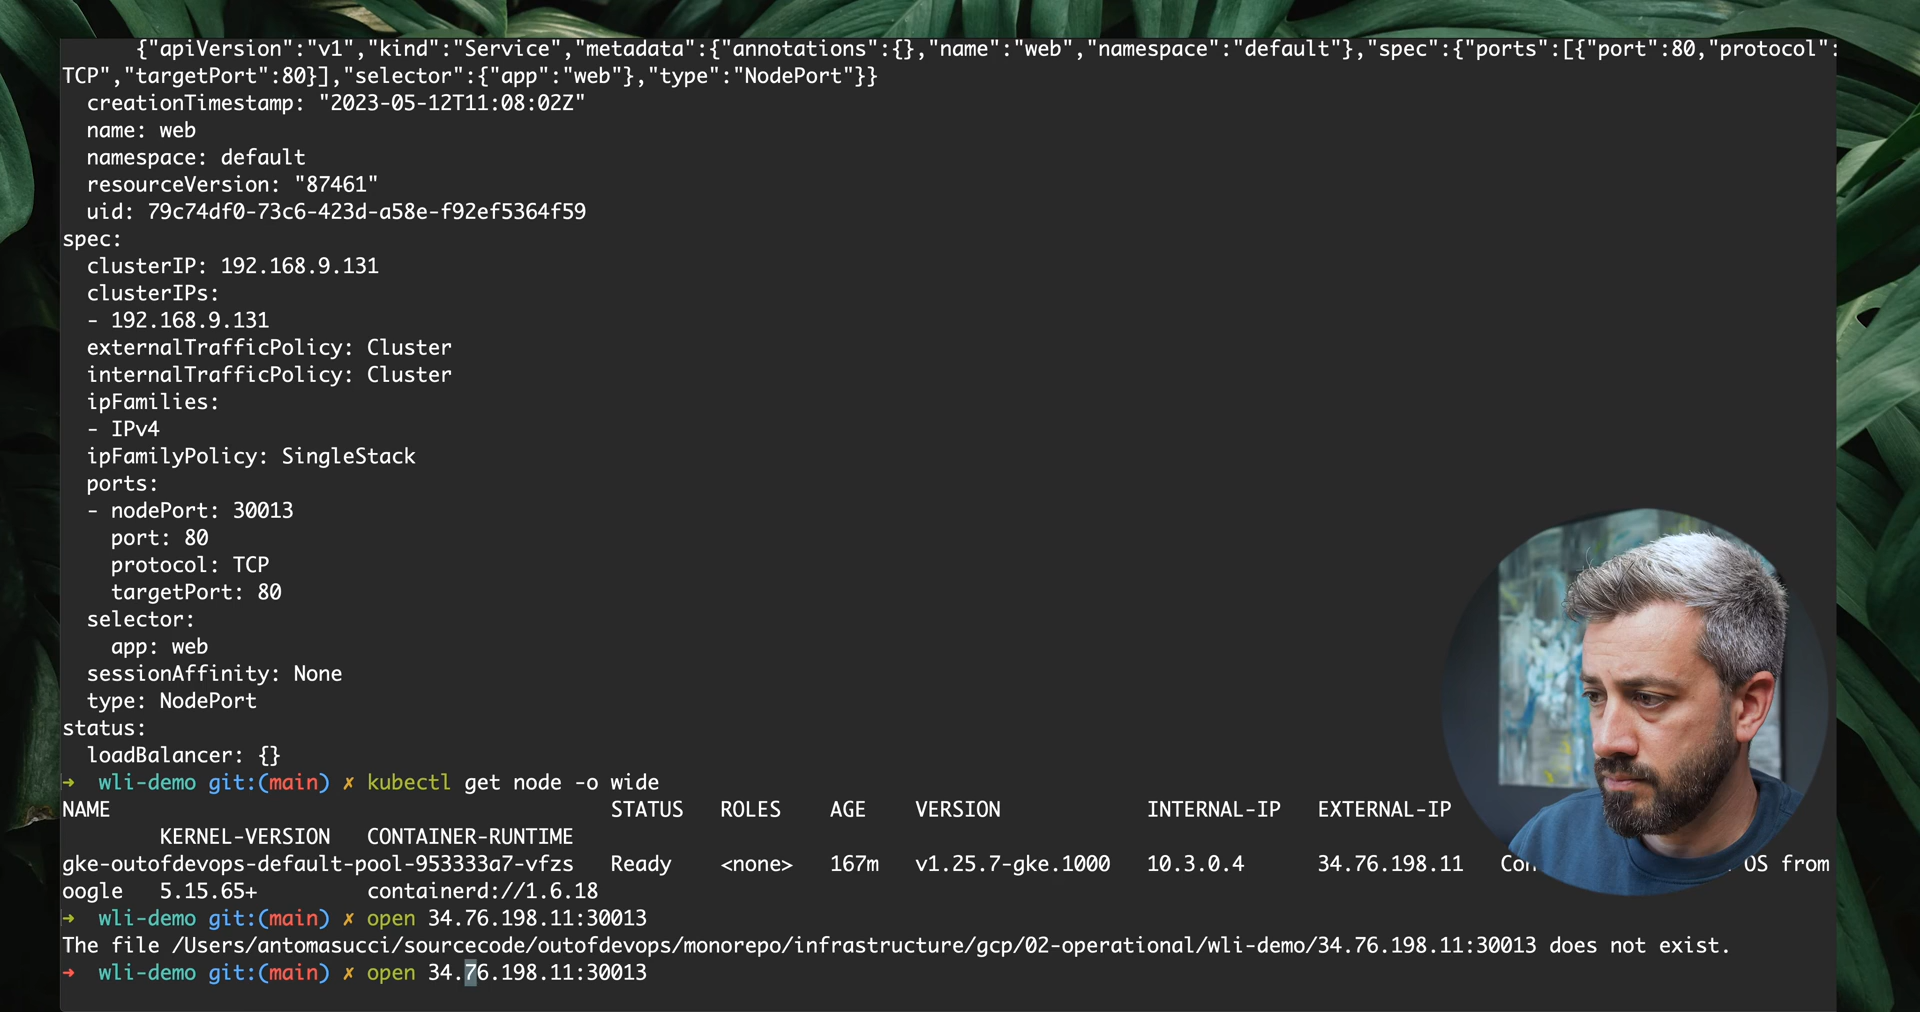 {"apiVersion":"v1","kind":"Service","metadata":{"annotations":{},"name":"web","namespace":"default"},"spec":{"ports":[{"port":80,"protocol":
TCP","targetPort":80}],"selector":{"app":"web"},"type":"NodePort"}}
creationTimestamp: "2023-05-12T11:08:02Z"
name: web
namespace: default
resourceVersion: "87461"
uid: 79c74df0-73c6-423d-a58e-f92ef5364f59
spec:
clusterIP: 192.168.9.131
clusterIPs:
- 192.168.9.131
externalTrafficPolicy: Cluster
internalTrafficPolicy: Cluster
ipFamilies:
- IPv4
ipFamilyPolicy: SingleStack
ports:
- nodePort: 30013
port: 80
protocol: TCP
targetPort: 80
selector:
app: web
sessionAffinity: None
type: NodePort
status:
loadBalancer: {}
➜ wli-demo git:(main) ✗ kubectl get node -o wide
NAME STATUS ROLES AGE VERSION INTERNAL-IP EXTERNAL-IP
KERNEL-VERSION CONTAINER-RUNTIME
gke-outofdevops-default-pool-953333a7-vfzs Ready <none> 167m v1.25.7-gke.1000 10.3.0.4 34.76.198.11 OS from
oogle 5.15.65+ containerd://1.6.18
➜ wli-demo git:(main) ✗ open 34.76.198.11:30013
The file /Users/antomasucci/sourcecode/outofdevops/monorepo/infrastructure/gcp/02-operational/wli-demo/34.76.198.11:30013 does not exist.
➜ wli-demo git:(main) ✗ open 34.76.198.11:30013